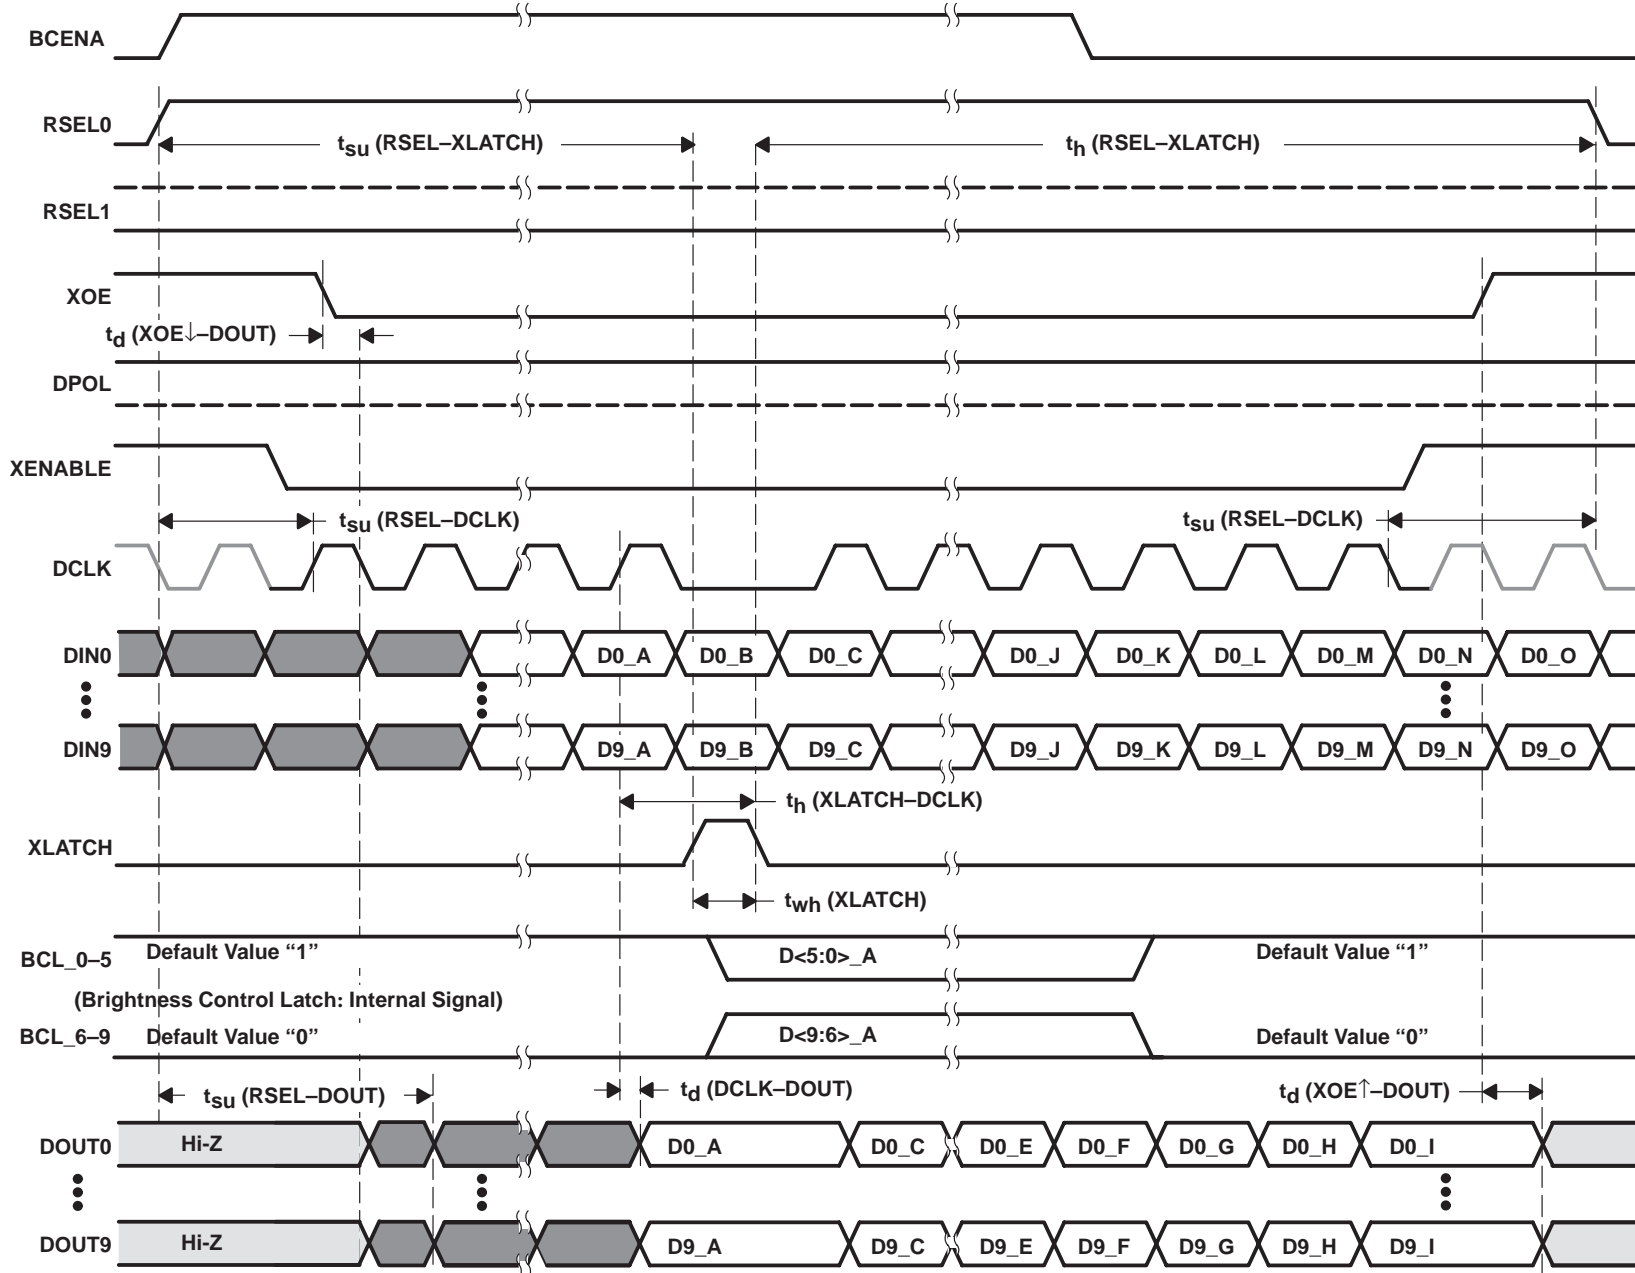 BCENA
RSEL0
tsu (RSEL–XLATCH)
th (RSEL–XLATCH)
RSEL1
XOE
td (XOE↓–DOUT)
DPOL
XENABLE
tsu (RSEL–DCLK)
tsu (RSEL–DCLK)
DCLK
DIN0
D0_A D0_B D0_C D0_J D0_K D0_L D0_M D0_N D0_O
DIN9
D9_A D9_B D9_C D9_J D9_K D9_L D9_M D9_N D9_O
th (XLATCH–DCLK)
XLATCH
twh (XLATCH)
BCL_0–5
Default Value “1”
D<5:0>_A
Default Value “1”
(Brightness Control Latch: Internal Signal)
BCL_6–9
Default Value “0”
D<9:6>_A
Default Value “0”
tsu (RSEL–DOUT)
td (DCLK–DOUT)
td (XOE↑–DOUT)
DOUT0
Hi-Z D0_A D0_C D0_E D0_F D0_G D0_H D0_I
DOUT9
Hi-Z D9_A D9_C D9_E D9_F D9_G D9_H D9_I